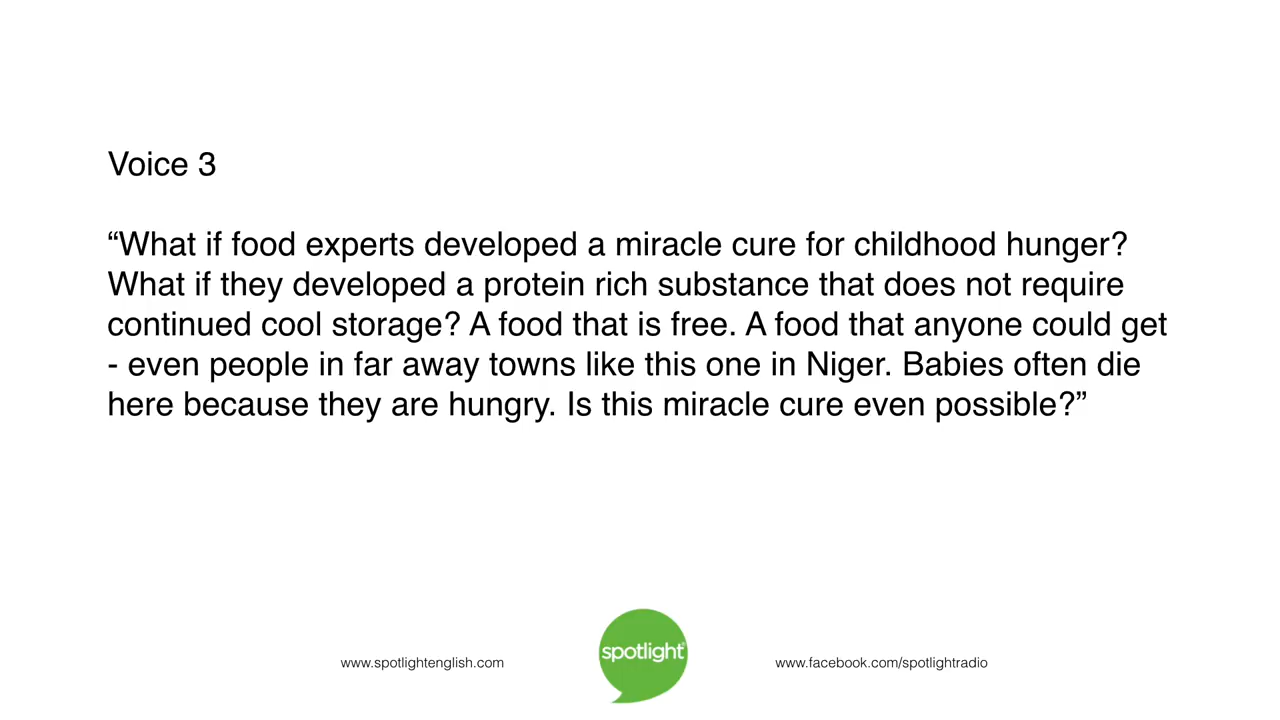 Voice 3
“What if food experts developed a miracle cure for childhood hunger?
What if they developed a protein rich substance that does not require
continued cool storage? A food that is free. A food that anyone could get
- even people in far away towns like this one in Niger. Babies often die
here because they are hungry. Is this miracle cure even possible?”
www.spotlightenglish.com
spotlight
www.facebook.com/spotlightradio